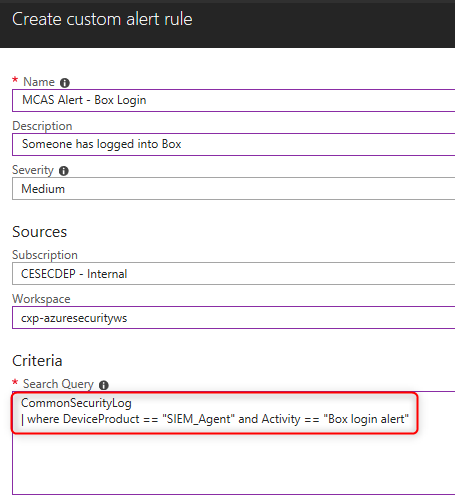 Create custom alert rule
* Name
MCAS Alert - Box Login
Description
Someone has logged into Box
Severity
Medium
Sources
Subscription
CESECDEP - Internal
Workspace
cxp-azuresecurityws
Criteria
* Search Query
CommonSecurityLog
| where DeviceProduct == "SIEM_Agent" and Activity == "Box login alert"